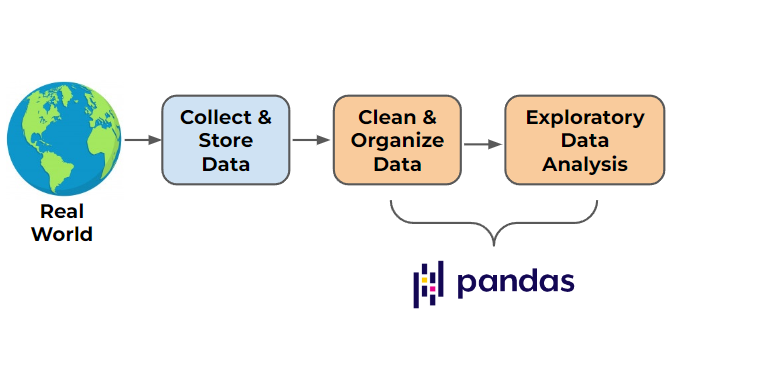 Collect &
Store
Data
Clean &
Organize
Data
Exploratory
Data
Analysis
Real
World
pandas